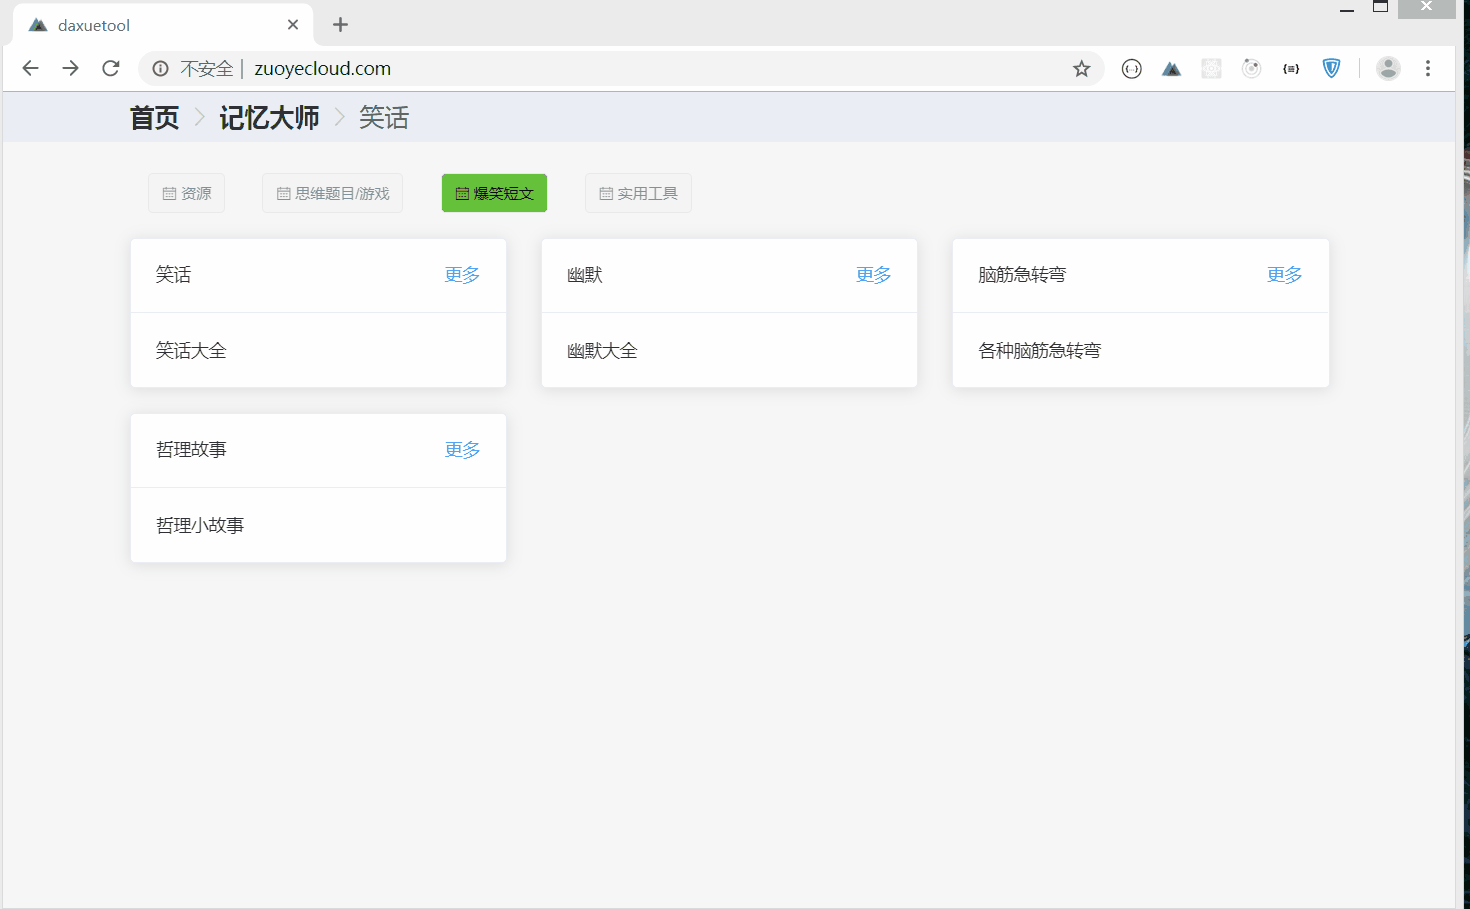 daxuetool
不安全 zuoyecloud.com
首页 记忆大师 笑话
资源 思维题目/游戏 爆笑短文 实用工具
笑话 更多 幽默 更多 脑筋急转弯 更多
笑话大全 幽默大全 各种脑筋急转弯
哲理故事 更多
哲理小故事